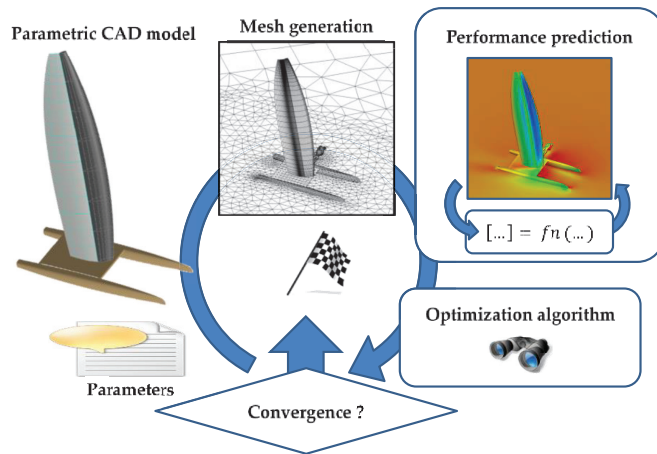 Parametric CAD model
Mesh generation
Performance prediction
[...] = fn (...)
Optimization algorithm
Parameters
Convergence ?